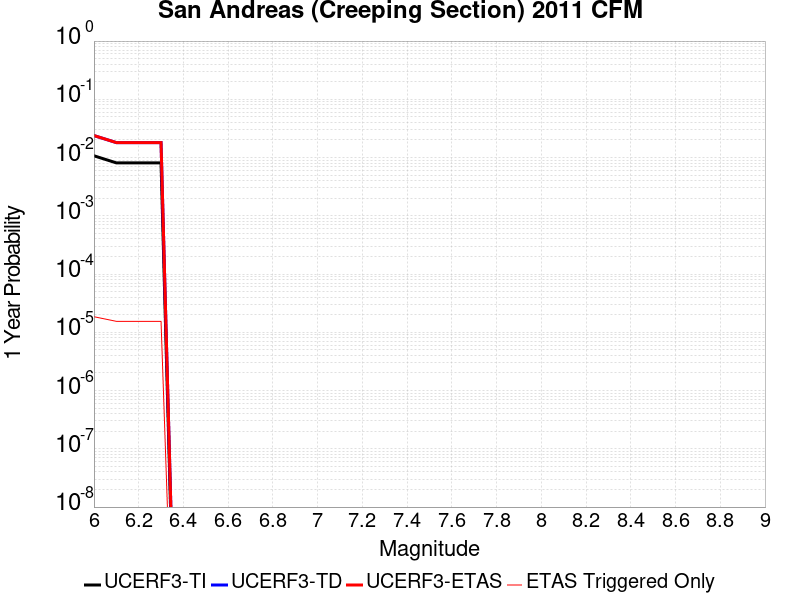 San Andreas (Creeping Section) 2011 CFM
1 Year Probability
10^0
10^-1
10^-2
10^-3
10^-4
10^-5
10^-6
10^-7
10^-8
6 6.2 6.4 6.6 6.8 7 7.2 7.4 7.6 7.8 8 8.2 8.4 8.6 8.8 9
Magnitude
UCERF3-TI UCERF3-TD UCERF3-ETAS ETAS Triggered Only